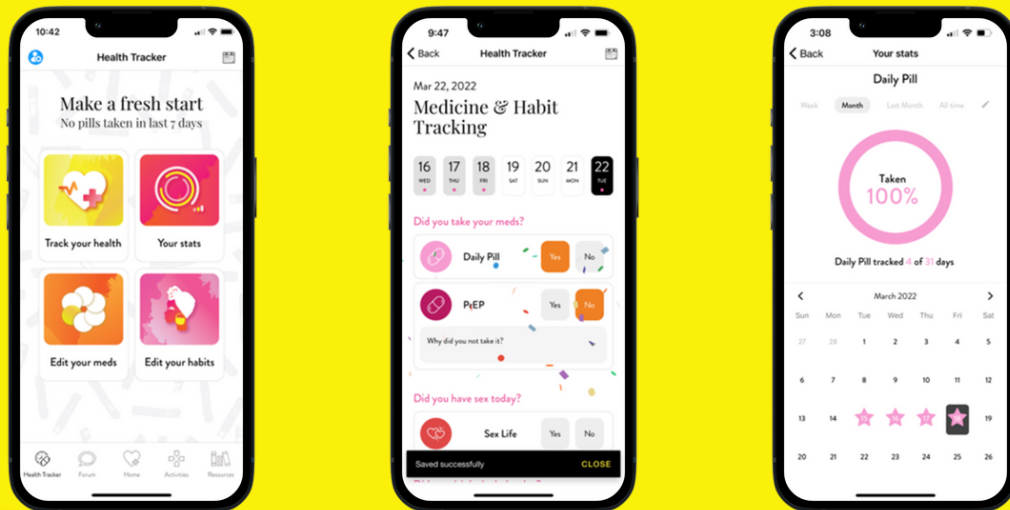 10:42
Health Tracker
Make a fresh start
No pills taken in last 7 days
Track your health
Your stats
Edit your meds
Edit your habits
Health Tracker
Forum
Home
Activities
Resources
9:47
Back
Health Tracker
Mar 22, 2022
Medicine & Habit
Tracking
16 17 18 19 20 21 22
WED THU FRI SAT SUN MON TUE
Did you take your meds?
Daily Pill
Yes
No
PrEP
Yes
No
Why did you not take it?
Did you have sex today?
Sex Life
Yes
No
Saved successfully
CLOSE
3:08
Back
Your stats
Daily Pill
Week
Month
Last Month
All time
Taken
100%
Daily Pill tracked 4 of 31 days
March 2022
Sun Mon Tue Wed Thu Fri Sat
27 28 1 2 3 4 5
6 7 8 9 10 11 12
13 14 15 16 17 18 19
20 21 22 23 24 25 26